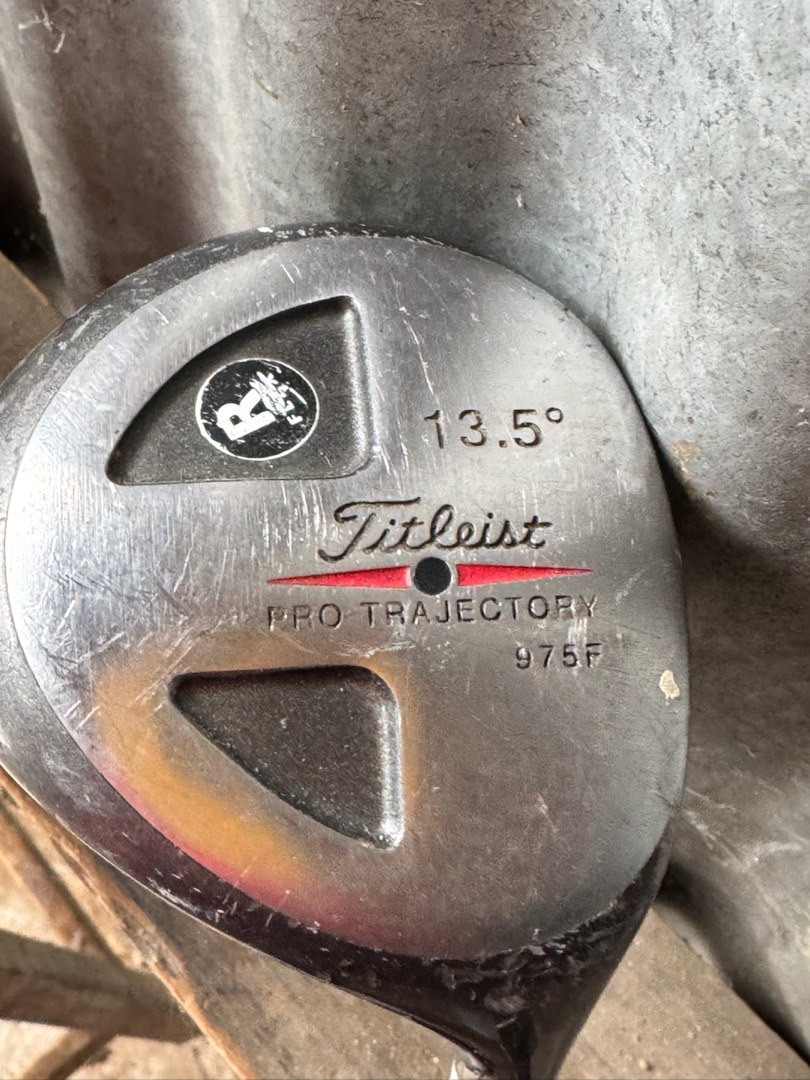 R
13.5°
Titleist
PRO TRAJECTORY
975F